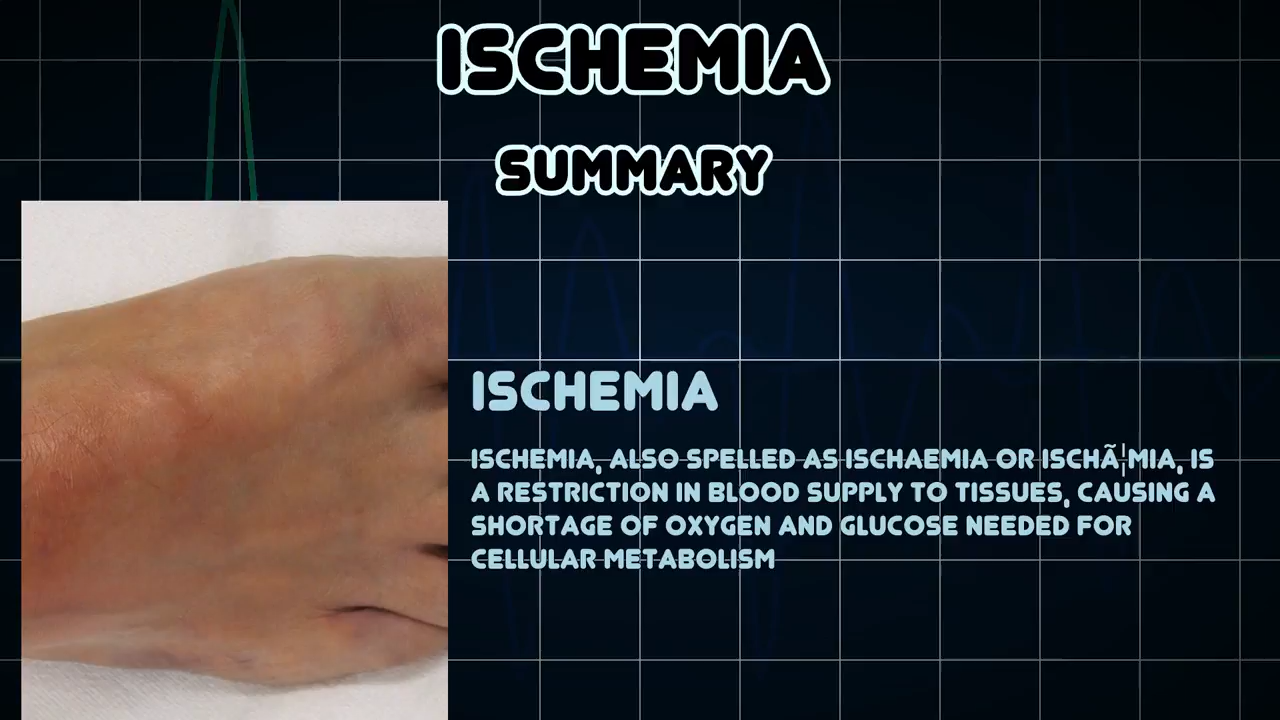 ISCHEMIA
SUMMARY
ISCHEMIA
ISCHEMIA, ALSO SPELLED AS ISCHAEMIA OR ISCHÃ¦MIA, IS
A RESTRICTION IN BLOOD SUPPLY TO TISSUES, CAUSING A
SHORTAGE OF OXYGEN AND GLUCOSE NEEDED FOR
CELLULAR METABOLISM